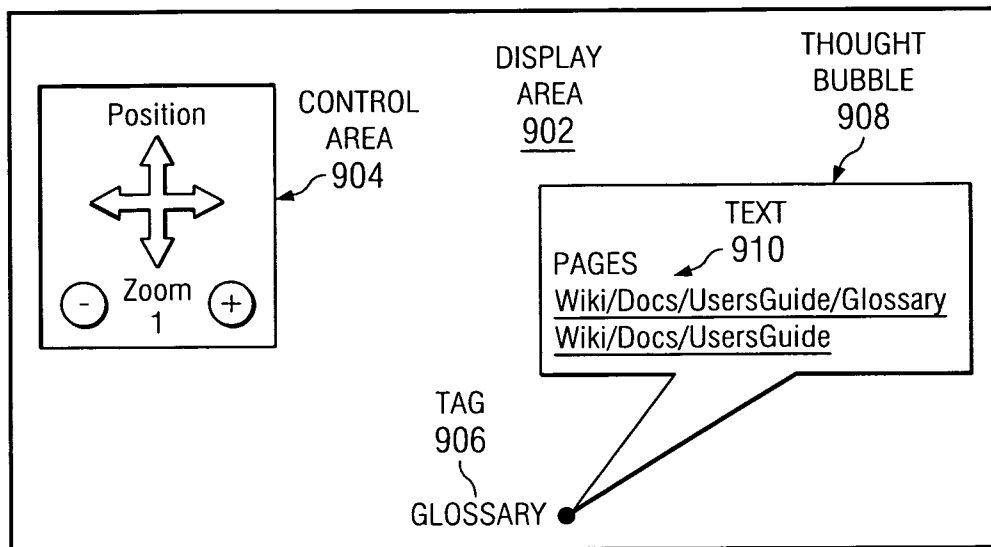 Position
Zoom
-
+
1
CONTROL
AREA
904
DISPLAY
AREA
902
THOUGHT
BUBBLE
908
TEXT
910
PAGES
Wiki/Docs/UsersGuide/Glossary
Wiki/Docs/UsersGuide
TAG
906
GLOSSARY